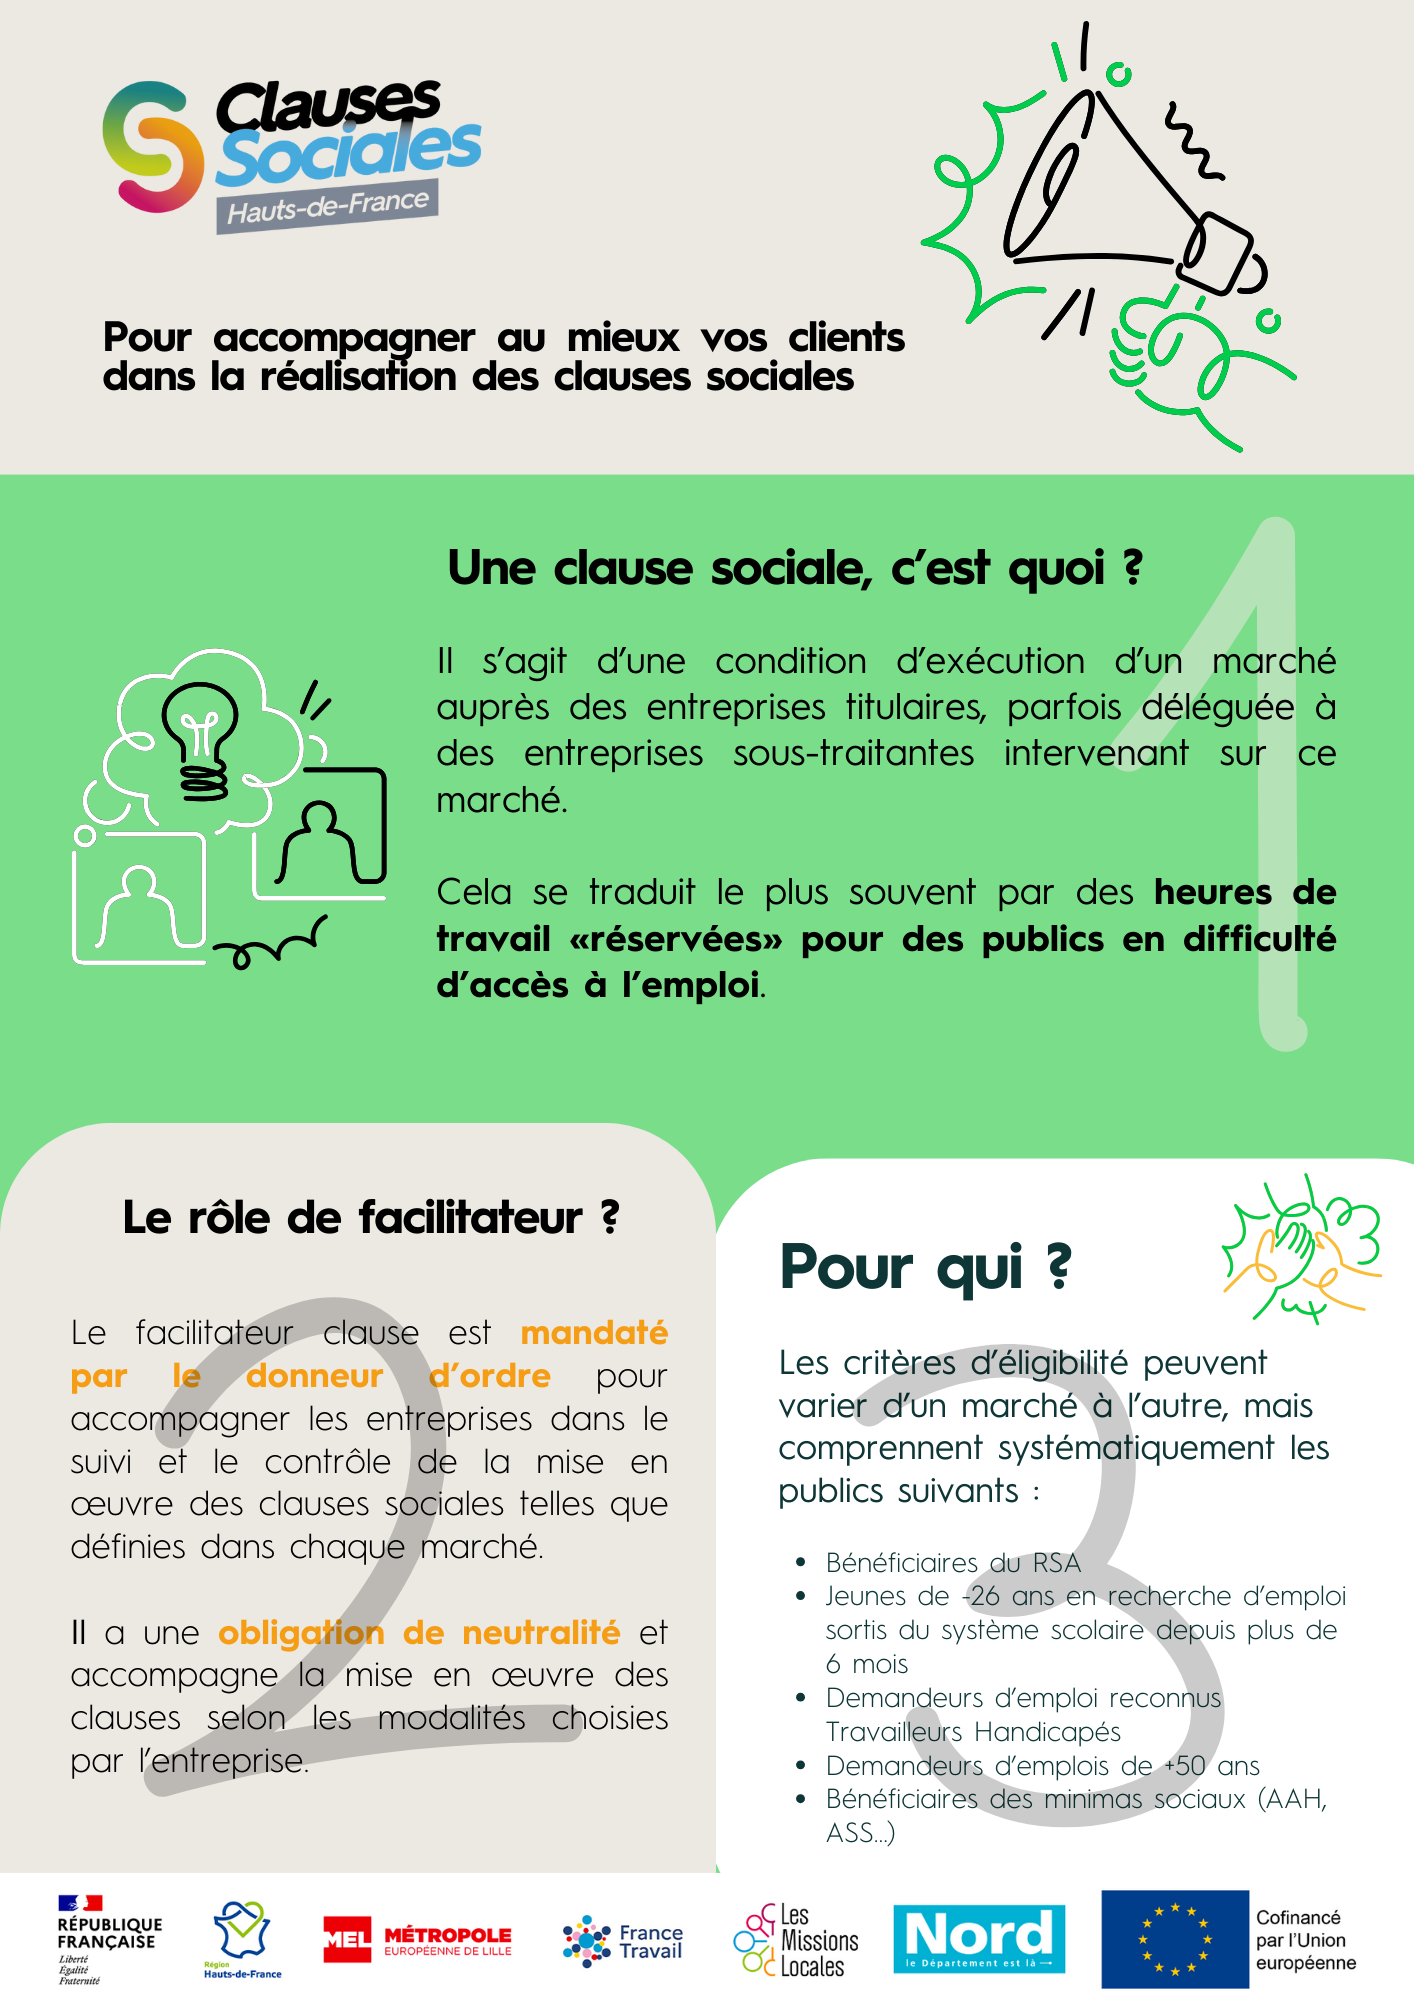 Clauses
Sociales
Hauts-de-France
Pour accompagner au mieux vos clients
dans la réalisation des clauses sociales
1
Une clause sociale, c’est quoi ?
Il s’agit d’une condition d’exécution d’un marché
auprès des entreprises titulaires, parfois déléguée à
des entreprises sous-traitantes intervenant sur ce
marché.
Cela se traduit le plus souvent par des heures de
travail «réservées» pour des publics en difficulté
d’accès à l’emploi.
2
Le rôle de facilitateur ?
Le facilitateur clause est mandaté
par le donneur d’ordre pour
accompagner les entreprises dans le
suivi et le contrôle de la mise en
œuvre des clauses sociales telles que
définies dans chaque marché.
Il a une obligation de neutralité et
accompagne la mise en œuvre des
clauses selon les modalités choisies
par l’entreprise.
3
Pour qui ?
Les critères d’éligibilité peuvent
varier d’un marché à l’autre, mais
comprennent systématiquement les
publics suivants :
• Bénéficiaires du RSA
• Jeunes de -26 ans en recherche d’emploi
sortis du système scolaire depuis plus de
6 mois
• Demandeurs d’emploi reconnus
Travailleurs Handicapés
• Demandeurs d’emplois de +50 ans
• Bénéficiaires des minimas sociaux (AAH,
ASS...)
RÉPUBLIQUE
FRANÇAISE
Liberté
Égalité
Fraternité
Région
Hauts-de-France
MEL
MÉTROPOLE
EUROPÉENNE DE LILLE
France
Travail
Les
Missions
Locales
Nord
le Département est là
Cofinancé
par l’Union
européenne